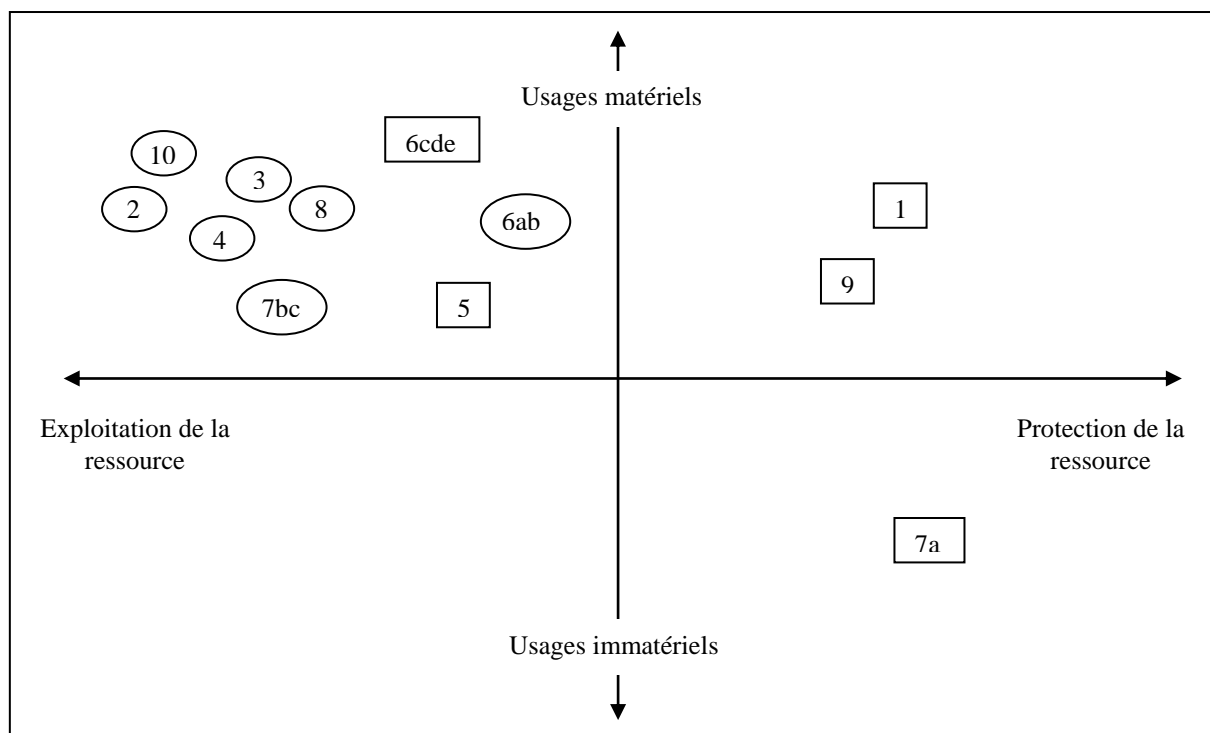 Usages matériels
6cde
10
3
2
8
1
6ab
4
9
7bc
5
Exploitation de la
ressource
Protection de la
ressource
7a
Usages immatériels